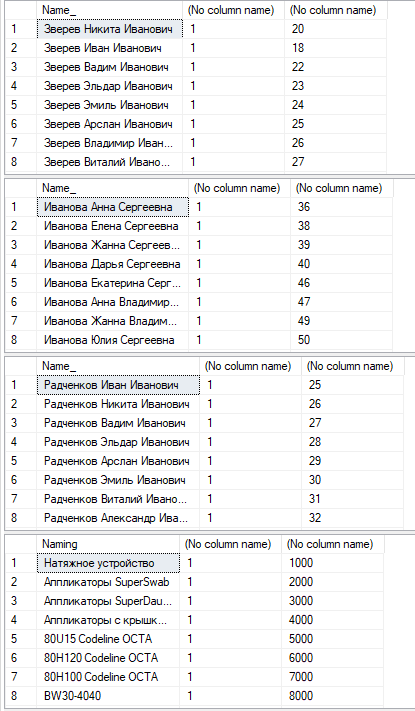 Name_ (No column name) (No column name)
1 Зверев Никита Иванович 1 20
2 Зверев Иван Иванович 1 18
3 Зверев Вадим Иванович 1 22
4 Зверев Эльдар Иванович 1 23
5 Зверев Эмиль Иванович 1 24
6 Зверев Арслан Иванович 1 25
7 Зверев Владимир Иван... 1 26
8 Зверев Виталий Ивано... 1 27
Name_ (No column name) (No column name)
1 Иванова Анна Сергеевна 1 36
2 Иванова Елена Сергеевна 1 38
3 Иванова Жанна Сергеев... 1 39
4 Иванова Дарья Сергеевна 1 40
5 Иванова Екатерина Серг... 1 46
6 Иванова Анна Владимир... 1 47
7 Иванова Жанна Владим... 1 49
8 Иванова Юлия Сергеевна 1 50
Name_ (No column name) (No column name)
1 Радченков Иван Иванович 1 25
2 Радченков Никита Иванович 1 26
3 Радченков Вадим Иванович 1 27
4 Радченков Эльдар Иванович 1 28
5 Радченков Арслан Иванович 1 29
6 Радченков Эмиль Иванович 1 30
7 Радченков Виталий Ивано... 1 31
8 Радченков Александр Ива... 1 32
Naming (No column name) (No column name)
1 Натяжное устройство 1 1000
2 Аппликаторы SuperSwab 1 2000
3 Аппликаторы SuperDau... 1 3000
4 Аппликаторы с крышк... 1 4000
5 80U15 Codeline ОСТА 1 5000
6 80H120 Codeline ОСТА 1 6000
7 80H100 Codeline ОСТА 1 7000
8 BW30-4040 1 8000